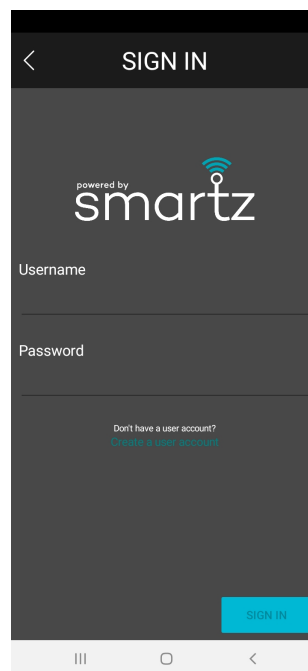 SIGN IN
powered by
smartz
Username
Password
Don't have a user account?
Create a user account
SIGN IN